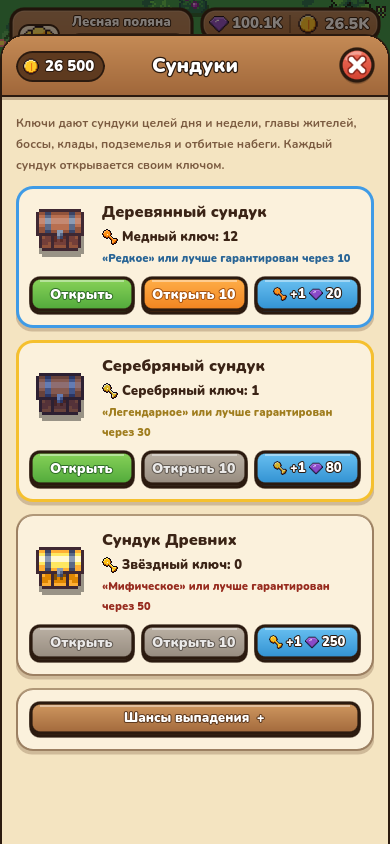 Лесная поляна
100.1K
26.5K
26 500
Сундуки
Ключи дают сундуки целей дня и недели, главы жителей,
боссы, клады, подземелья и отбитые набеги. Каждый
сундук открывается своим ключом.
Деревянный сундук
Медный ключ: 12
«Редкое» или лучше гарантирован через 10
Открыть
Открыть 10
+1 20
Серебряный сундук
Серебряный ключ: 1
«Легендарное» или лучше гарантирован
через 30
Открыть
Открыть 10
+1 80
Сундук Древних
Звёздный ключ: 0
«Мифическое» или лучше гарантирован
через 50
Открыть
Открыть 10
+1 250
Шансы выпадения +